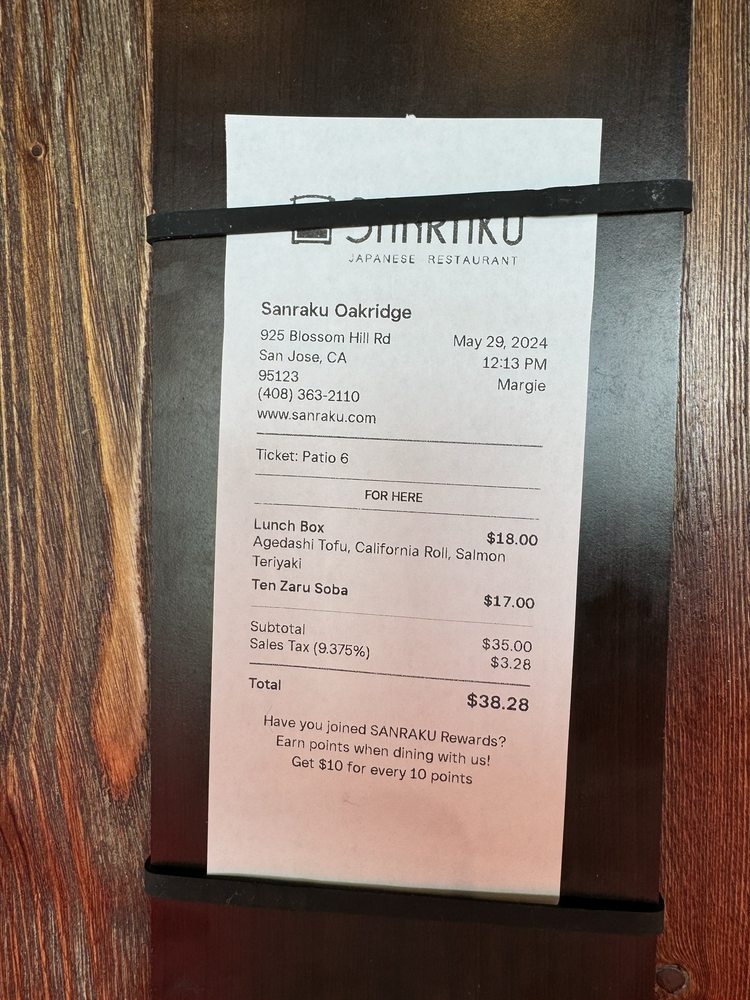 SANRAKU
JAPANESE RESTAURANT
Sanraku Oakridge
925 Blossom Hill Rd
San Jose, CA
95123
(408) 363-2110
www.sanraku.com
May 29, 2024
12:13 PM
Margie
Ticket: Patio 6
FOR HERE
Lunch Box $18.00
Agedashi Tofu, California Roll, Salmon
Teriyaki
Ten Zaru Soba $17.00
Subtotal $35.00
Sales Tax (9.375%) $3.28
Total $38.28
Have you joined SANRAKU Rewards?
Earn points when dining with us!
Get $10 for every 10 points